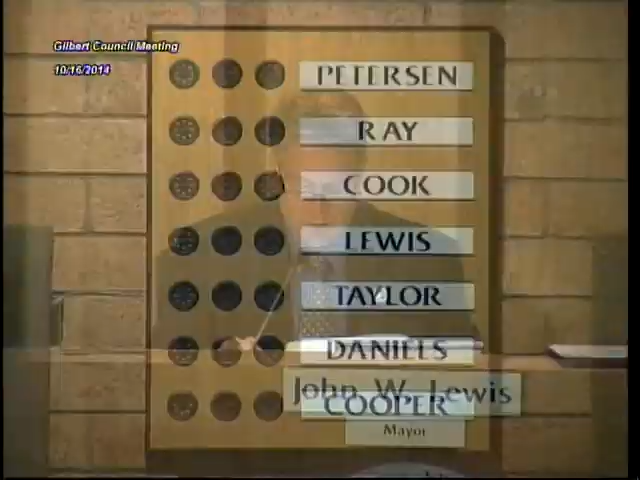 Gilbert Council Meeting
10/16/2014
PETERSEN
RAY
COOK
LEWIS
TAYLOR
DANIELS
John W. Lewis
COOPER
Mayor